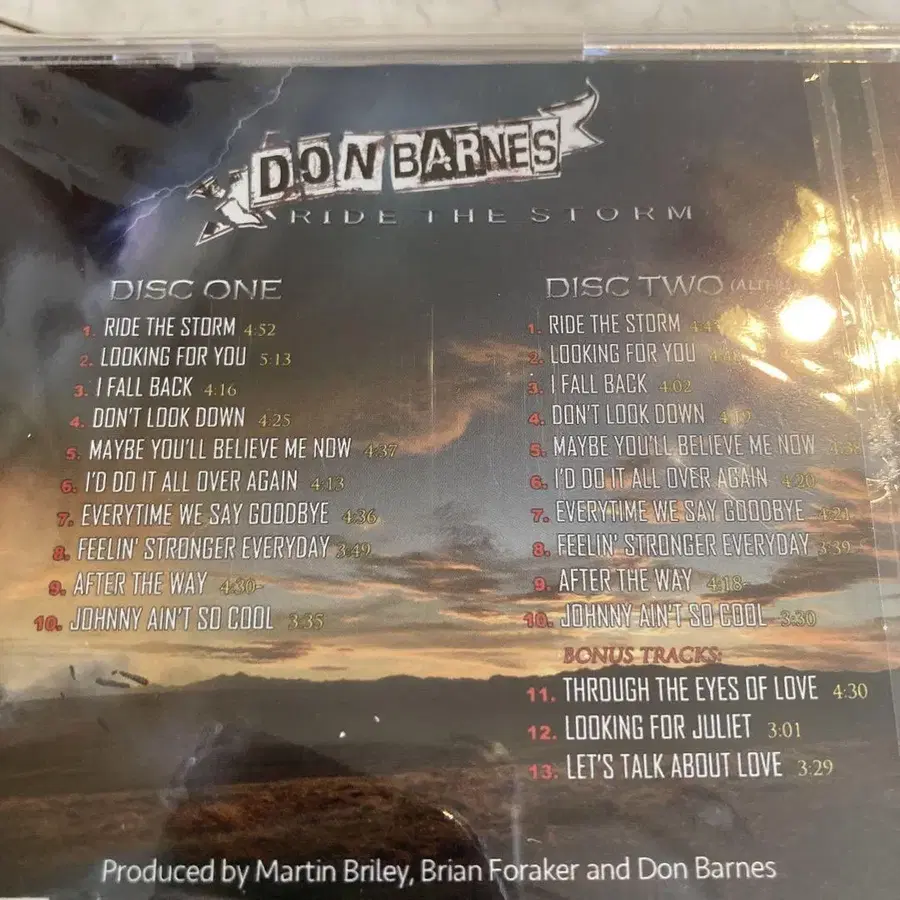 DON BARNES
RIDE THE STORM
DISC ONE
1. RIDE THE STORM 4:52
2. LOOKING FOR YOU 5:13
3. I FALL BACK 4:16
4. DON'T LOOK DOWN 4:25
5. MAYBE YOU'LL BELIEVE ME NOW 4:37
6. I'D DO IT ALL OVER AGAIN 4:13
7. EVERYTIME WE SAY GOODBYE 4:36
8. FEELIN' STRONGER EVERYDAY 3:49
9. AFTER THE WAY 4:30
10. JOHNNY AIN'T SO COOL 3:35
DISC TWO
1. RIDE THE STORM
2. LOOKING FOR YOU
3. I FALL BACK 4:02
4. DON'T LOOK DOWN
5. MAYBE YOU'LL BELIEVE ME NOW
6. I'D DO IT ALL OVER AGAIN 4:20
7. EVERYTIME WE SAY GOODBYE 4:21
8. FEELIN' STRONGER EVERYDAY 3:39
9. AFTER THE WAY 4:18
10. JOHNNY AIN'T SO COOL 3:30
BONUS TRACKS:
11. THROUGH THE EYES OF LOVE 4:30
12. LOOKING FOR JULIET 3:01
13. LET'S TALK ABOUT LOVE 3:29
Produced by Martin Briley, Brian Foraker and Don Barnes